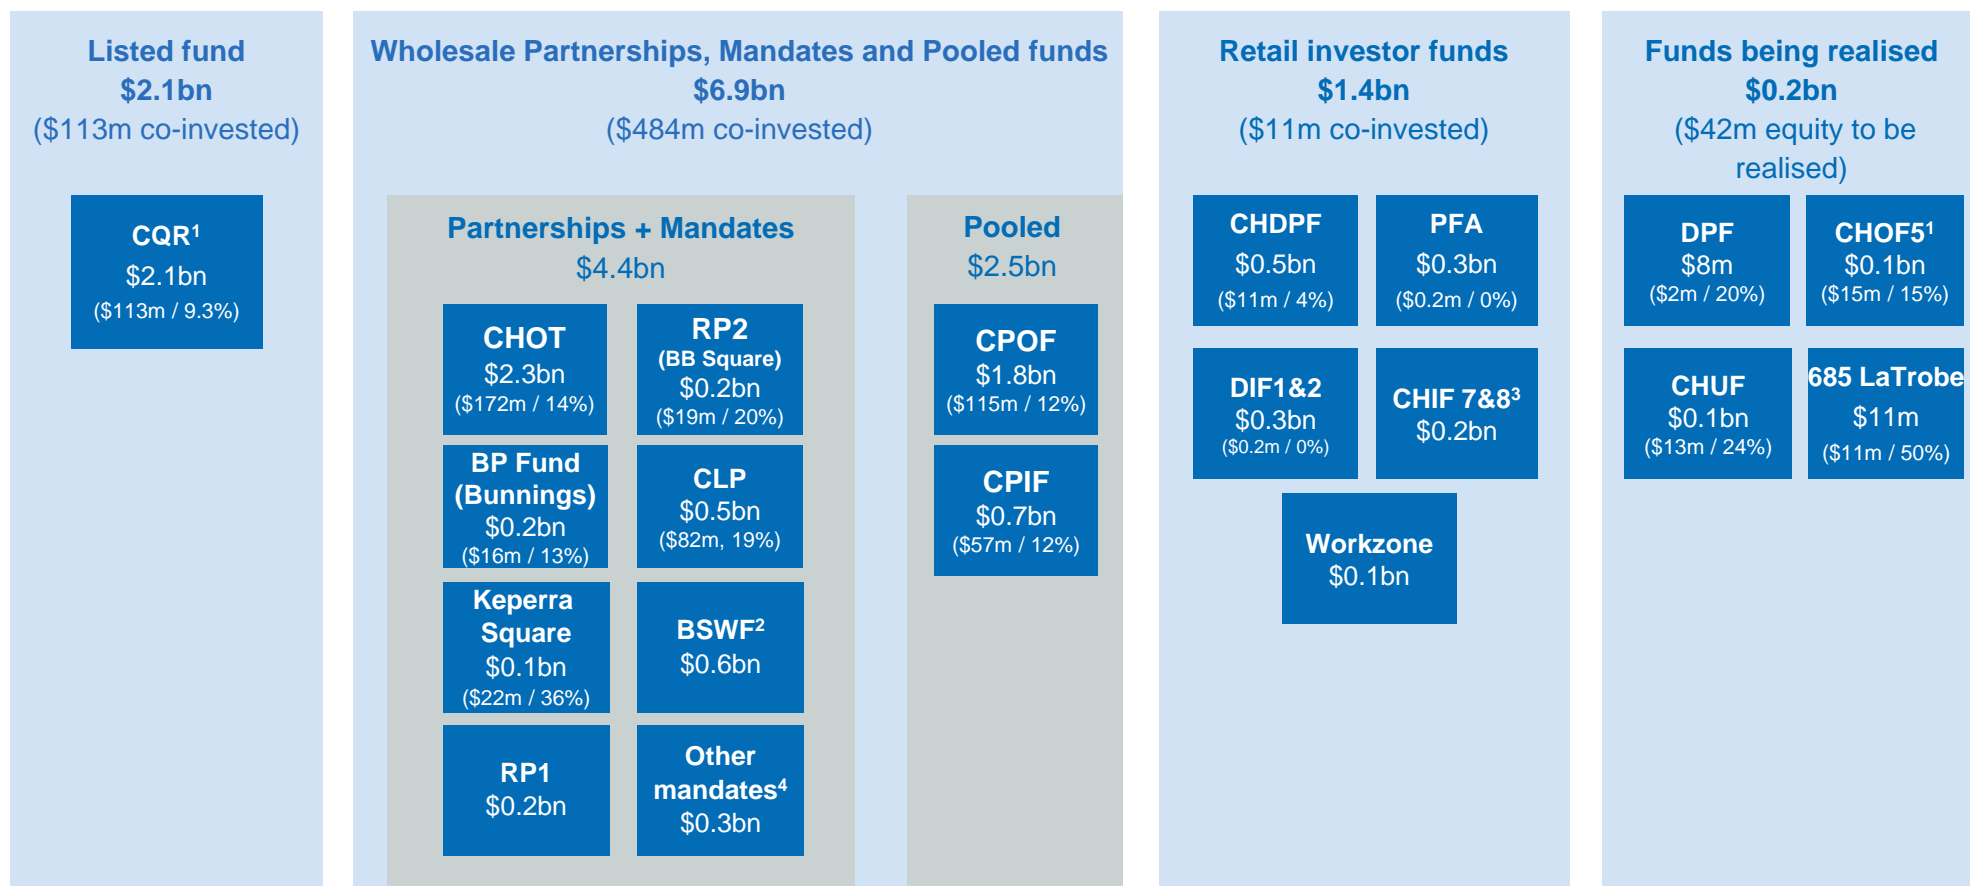 Listed fund
$2.1bn
($113m co-invested)
CQR¹
$2.1bn
($113m / 9.3%)
Wholesale Partnerships, Mandates and Pooled funds
$6.9bn
($484m co-invested)
Partnerships + Mandates
$4.4bn
CHOT
$2.3bn
($172m / 14%)
RP2
(BB Square)
$0.2bn
($19m / 20%)
BP Fund
(Bunnings)
$0.2bn
($16m / 13%)
CLP
$0.5bn
($82m, 19%)
Keperra
Square
$0.1bn
($22m / 36%)
BSWF²
$0.6bn
RP1
$0.2bn
Other
mandates⁴
$0.3bn
Pooled
$2.5bn
CPOF
$1.8bn
($115m / 12%)
CPIF
$0.7bn
($57m / 12%)
Retail investor funds
$1.4bn
($11m co-invested)
CHDPF
$0.5bn
($11m / 4%)
PFA
$0.3bn
($0.2m / 0%)
DIF1&2
$0.3bn
($0.2m / 0%)
CHIF 7&8³
$0.2bn
Workzone
$0.1bn
Funds being realised
$0.2bn
($42m equity to be
realised)
DPF
$8m
($2m / 20%)
CHOF5¹
$0.1bn
($15m / 15%)
CHUF
$0.1bn
($13m / 24%)
685 LaTrobe
$11m
($11m / 50%)